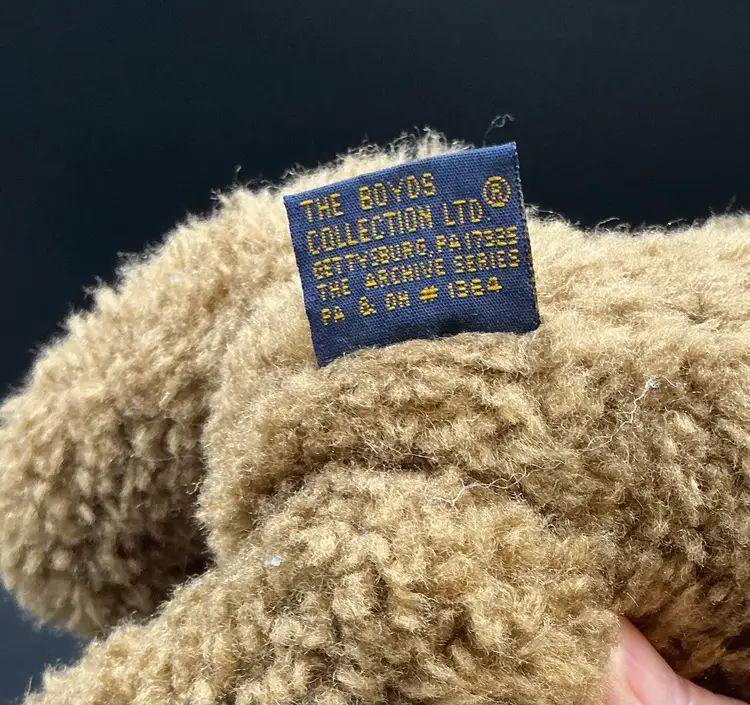 THE BOYDS
COLLECTION LTD®
GETTYSBURG, PA 17325
THE ARCHIVE SERIES
PA & OH # 1364